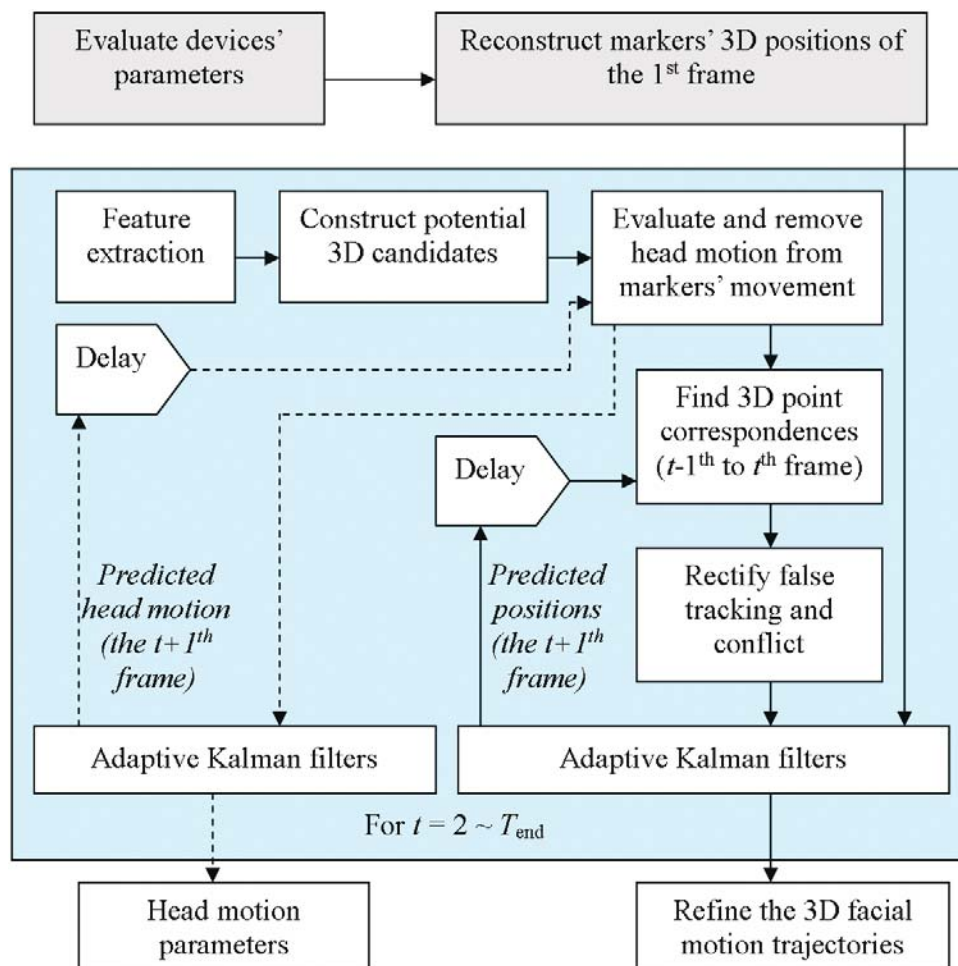 Evaluate devices’
parameters
Reconstruct markers’ 3D positions of
the 1st frame
Feature
extraction
Construct potential
3D candidates
Evaluate and remove
head motion from
markers’ movement
Delay
Find 3D point
correspondences
(t-1th to tth frame)
Delay
Predicted
head motion
(the t+1th
frame)
Predicted
positions
(the t+1th
frame)
Rectify false
tracking and
conflict
Adaptive Kalman filters
Adaptive Kalman filters
For t = 2 ~ Tend
Head motion
parameters
Refine the 3D facial
motion trajectories